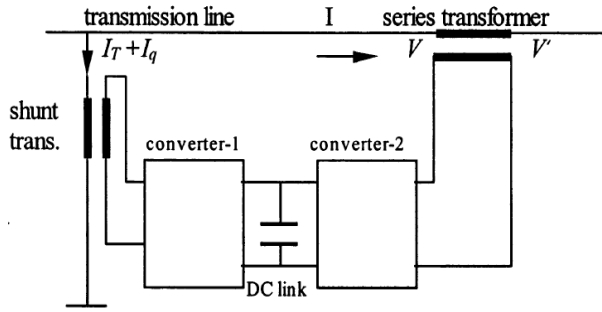 transmission line
I
series transformer
I_T + I_q
V
V'
shunt
trans.
converter-1
converter-2
DC link